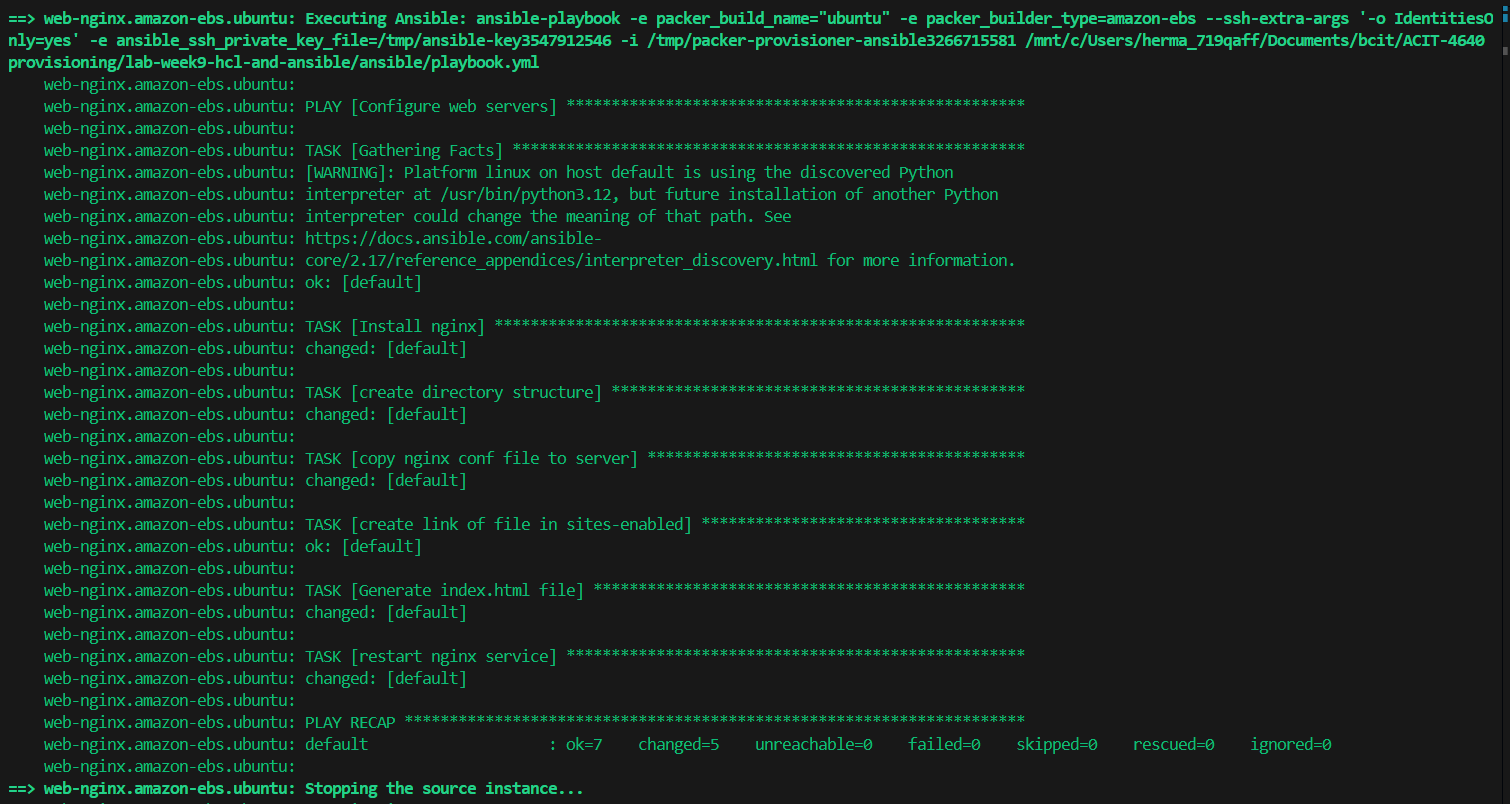 ==> web-nginx.amazon-ebs.ubuntu: Executing Ansible: ansible-playbook -e packer_build_name="ubuntu" -e packer_builder_type=amazon-ebs --ssh-extra-args '-o IdentitiesO
nly=yes' -e ansible_ssh_private_key_file=/tmp/ansible-key3547912546 -i /tmp/packer-provisioner-ansible3266715581 /mnt/c/Users/herma_719qaff/Documents/bcit/ACIT-4640
provisioning/lab-week9-hcl-and-ansible/ansible/playbook.yml
web-nginx.amazon-ebs.ubuntu:
web-nginx.amazon-ebs.ubuntu: PLAY [Configure web servers] ***************************************************
web-nginx.amazon-ebs.ubuntu:
web-nginx.amazon-ebs.ubuntu: TASK [Gathering Facts] *********************************************************
web-nginx.amazon-ebs.ubuntu: [WARNING]: Platform linux on host default is using the discovered Python
web-nginx.amazon-ebs.ubuntu: interpreter at /usr/bin/python3.12, but future installation of another Python
web-nginx.amazon-ebs.ubuntu: interpreter could change the meaning of that path. See
web-nginx.amazon-ebs.ubuntu: https://docs.ansible.com/ansible-
web-nginx.amazon-ebs.ubuntu: core/2.17/reference_appendices/interpreter_discovery.html for more information.
web-nginx.amazon-ebs.ubuntu: ok: [default]
web-nginx.amazon-ebs.ubuntu:
web-nginx.amazon-ebs.ubuntu: TASK [Install nginx] ***********************************************************
web-nginx.amazon-ebs.ubuntu: changed: [default]
web-nginx.amazon-ebs.ubuntu:
web-nginx.amazon-ebs.ubuntu: TASK [create directory structure] **********************************************
web-nginx.amazon-ebs.ubuntu: changed: [default]
web-nginx.amazon-ebs.ubuntu:
web-nginx.amazon-ebs.ubuntu: TASK [copy nginx conf file to server] ******************************************
web-nginx.amazon-ebs.ubuntu: changed: [default]
web-nginx.amazon-ebs.ubuntu:
web-nginx.amazon-ebs.ubuntu: TASK [create link of file in sites-enabled] ************************************
web-nginx.amazon-ebs.ubuntu: ok: [default]
web-nginx.amazon-ebs.ubuntu:
web-nginx.amazon-ebs.ubuntu: TASK [Generate index.html file] ************************************************
web-nginx.amazon-ebs.ubuntu: changed: [default]
web-nginx.amazon-ebs.ubuntu:
web-nginx.amazon-ebs.ubuntu: TASK [restart nginx service] ***************************************************
web-nginx.amazon-ebs.ubuntu: changed: [default]
web-nginx.amazon-ebs.ubuntu:
web-nginx.amazon-ebs.ubuntu: PLAY RECAP *********************************************************************
web-nginx.amazon-ebs.ubuntu: default                    : ok=7    changed=5    unreachable=0    failed=0    skipped=0    rescued=0    ignored=0
web-nginx.amazon-ebs.ubuntu:
==> web-nginx.amazon-ebs.ubuntu: Stopping the source instance...